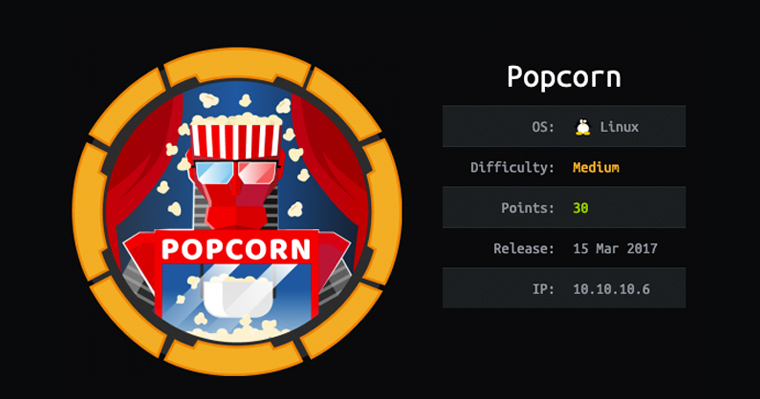 Popcorn
OS: Linux
Difficulty: Medium
Points: 30
Release: 15 Mar 2017
IP: 10.10.10.6
POPCORN